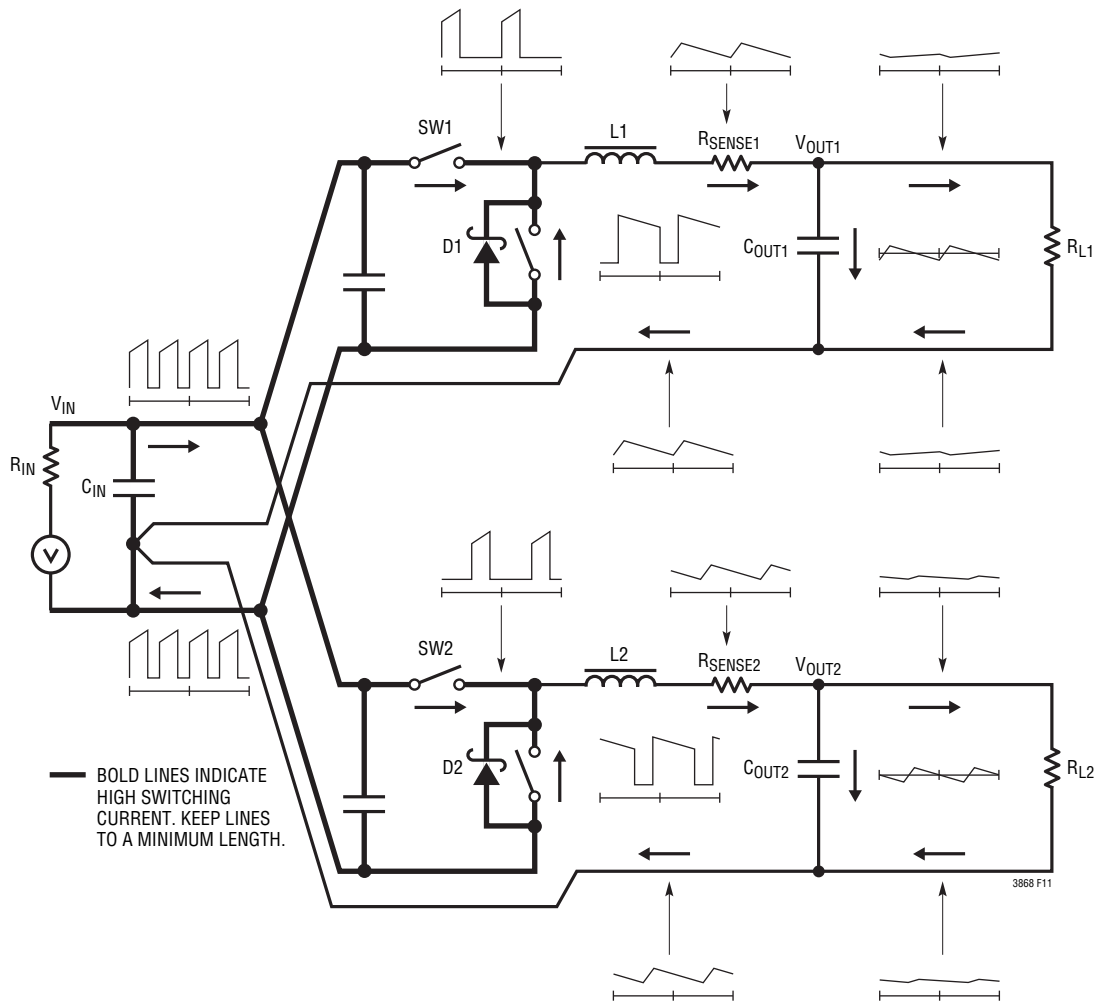 SW1
L1
RSENSE1
VOUT1
D1
COUT1
RL1
VIN
RIN
CIN
V
SW2
L2
RSENSE2
VOUT2
D2
COUT2
RL2
BOLD LINES INDICATE
HIGH SWITCHING
CURRENT. KEEP LINES
TO A MINIMUM LENGTH.
3868 F11